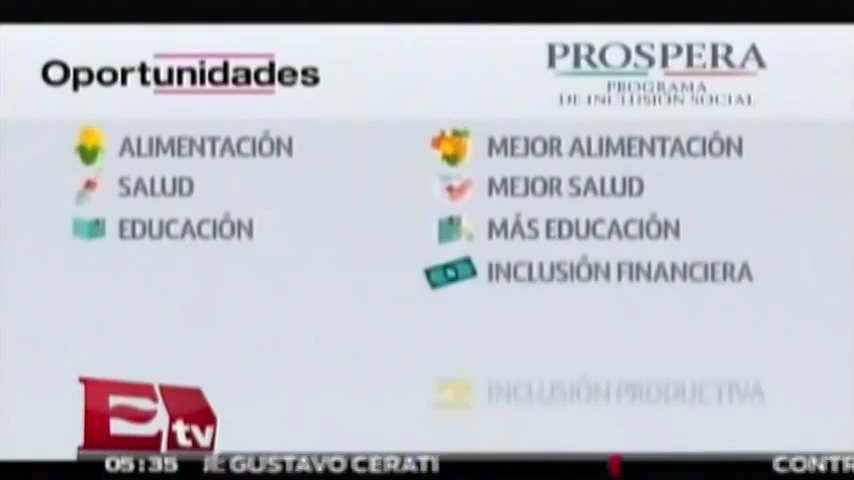 Oportunidades
PROSPERA
PROGRAMA
DE INCLUSIÓN SOCIAL
ALIMENTACIÓN
SALUD
EDUCACIÓN
MEJOR ALIMENTACIÓN
MEJOR SALUD
MÁS EDUCACIÓN
INCLUSIÓN FINANCIERA
INCLUSIÓN PRODUCTIVA
E tv
05:35 E GUSTAVO CERATI CONTR